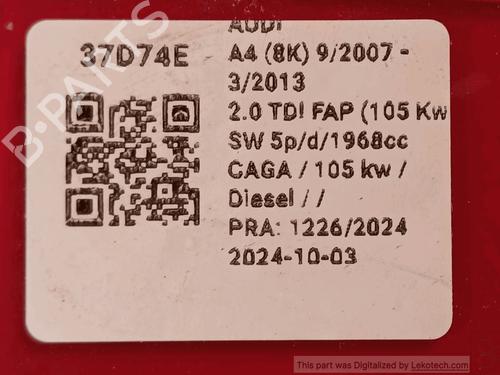 AUDI
37D74E
A4 (8K) 9/2007 -
3/2013
2.0 TDI FAP (105 Kw
SW 5p/d/1968cc
CAGA / 105 kw /
Diesel / /
PRA: 1226/2024
2024-10-03
B-PARTS
This part was Digitalized by Lekotech.com